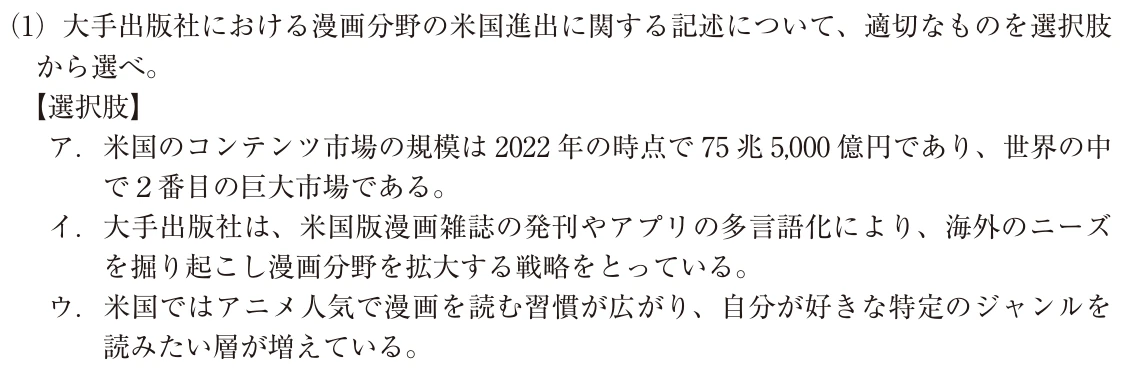 (1) 大手出版社における漫画分野の米国進出に関する記述について、適切なものを選択肢
から選べ。
【選択肢】
ア．米国のコンテンツ市場の規模は 2022 年の時点で 75 兆 5,000 億円であり、世界の中
で２番目の巨大市場である。
イ．大手出版社は、米国版漫画雑誌の発刊やアプリの多言語化により、海外のニーズ
を掘り起こし漫画分野を拡大する戦略をとっている。
ウ．米国ではアニメ人気で漫画を読む習慣が広がり、自分が好きな特定のジャンルを
読みたい層が増えている。